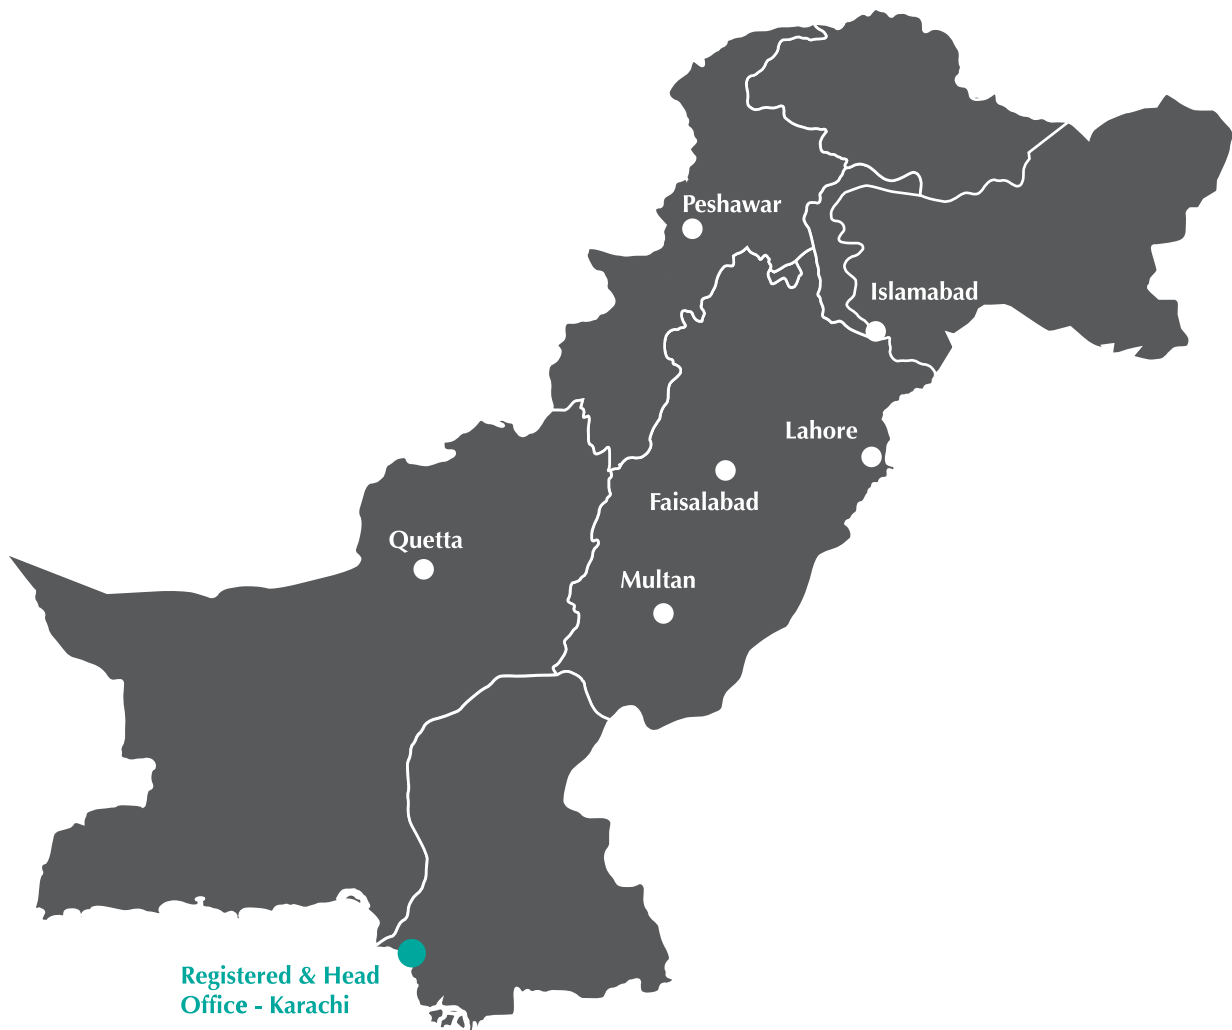 Peshawar
Islamabad
Lahore
Faisalabad
Quetta
Multan
Registered & Head
Office - Karachi